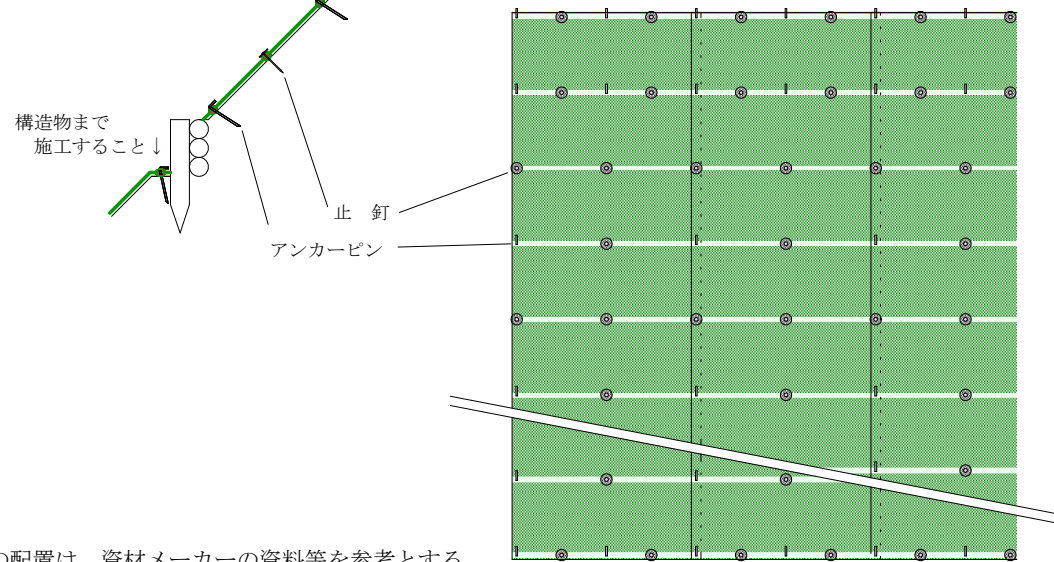 構造物まで
施工すること↓
止 釘
アンカーピン
の配置は、資材メーカーの資料等を参考とする